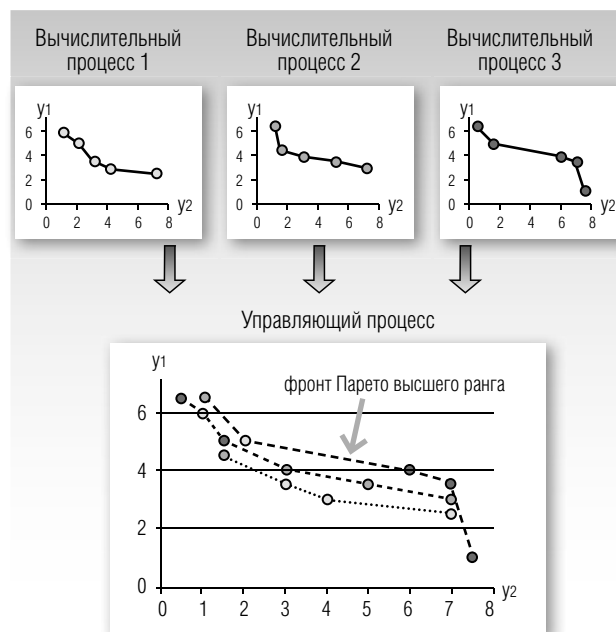 Вычислительный
процесс 1
Вычислительный
процесс 2
Вычислительный
процесс 3
y1
6
4
2
0
0 2 4 6 8
y2
y1
6
4
2
0
0 2 4 6 8
y2
y1
6
4
2
0
0 2 4 6 8
y2
Управляющий процесс
y1
фронт Парето высшего ранга
6
4
2
0
0 1 2 3 4 5 6 7 8
y2